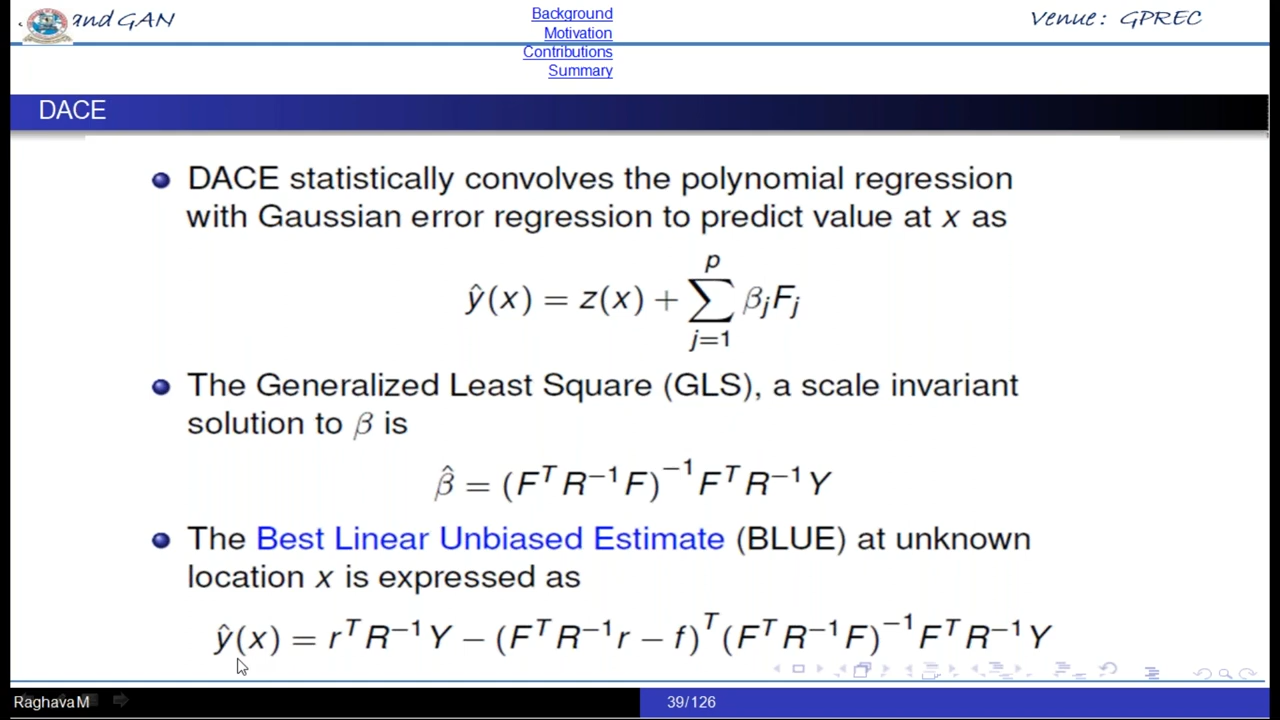 and GAN
Venue: GPREC
Background
Motivation
Contributions
Summary
DACE
DACE statistically convolves the polynomial regression
with Gaussian error regression to predict value at x as
ŷ(x) = z(x) + ∑_{j=1}^{p} β_j F_j
The Generalized Least Square (GLS), a scale invariant
solution to β is
β̂ = (F^T R^{−1} F)^{−1} F^T R^{−1} Y
The Best Linear Unbiased Estimate (BLUE) at unknown
location x is expressed as
ŷ(x) = r^T R^{−1} Y − (F^T R^{−1} r − f)^T (F^T R^{−1} F)^{−1} F^T R^{−1} Y
Raghava M
39/126